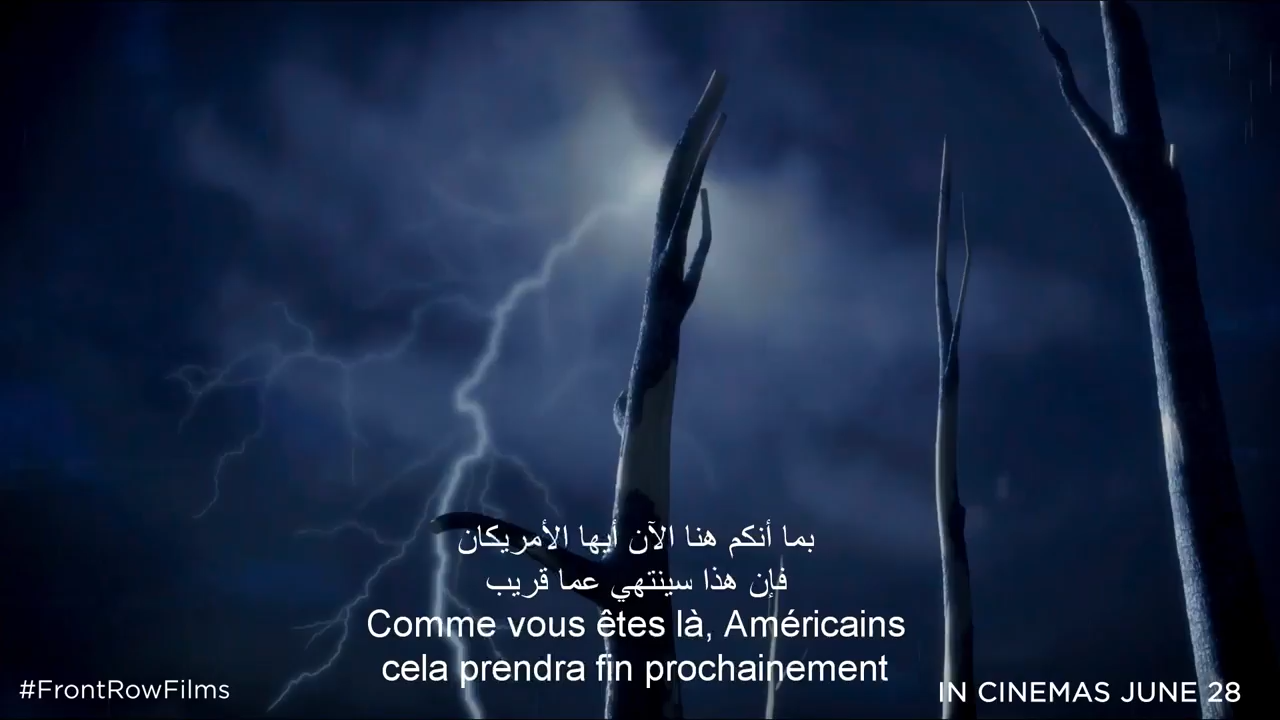 بما أنكم هنا الآن أيها الأمريكان
فإن هذا سينتهي عما قريب
Comme vous êtes là, Américains
cela prendra fin prochainement
#FrontRowFilms
IN CINEMAS JUNE 28